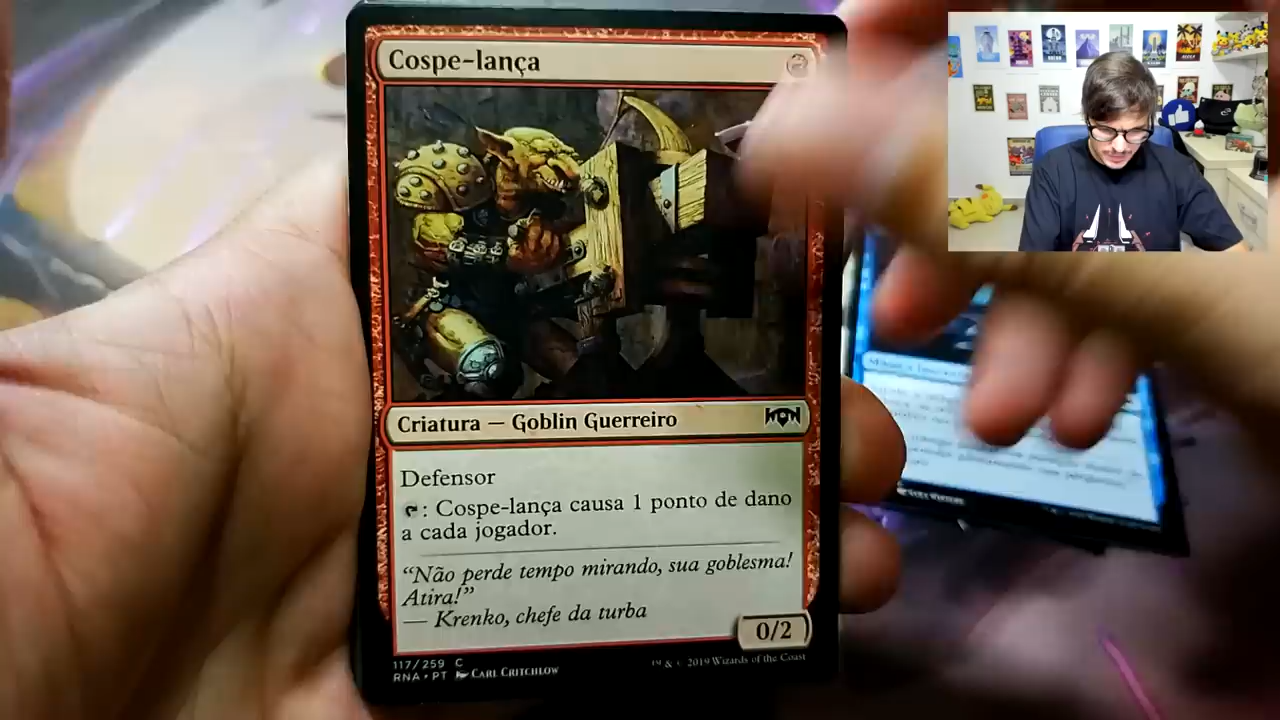 Cospe-lança
2
Criatura — Goblin Guerreiro
Defensor
: Cospe-lança causa 1 ponto de dano
a cada jogador.
“Não perde tempo mirando, sua goblesma!
Atira!”
— Krenko, chefe da turba
0/2
117/259 C
RNA • PT CARL CRITCHLOW
& © 2019 Wizards of the Coast